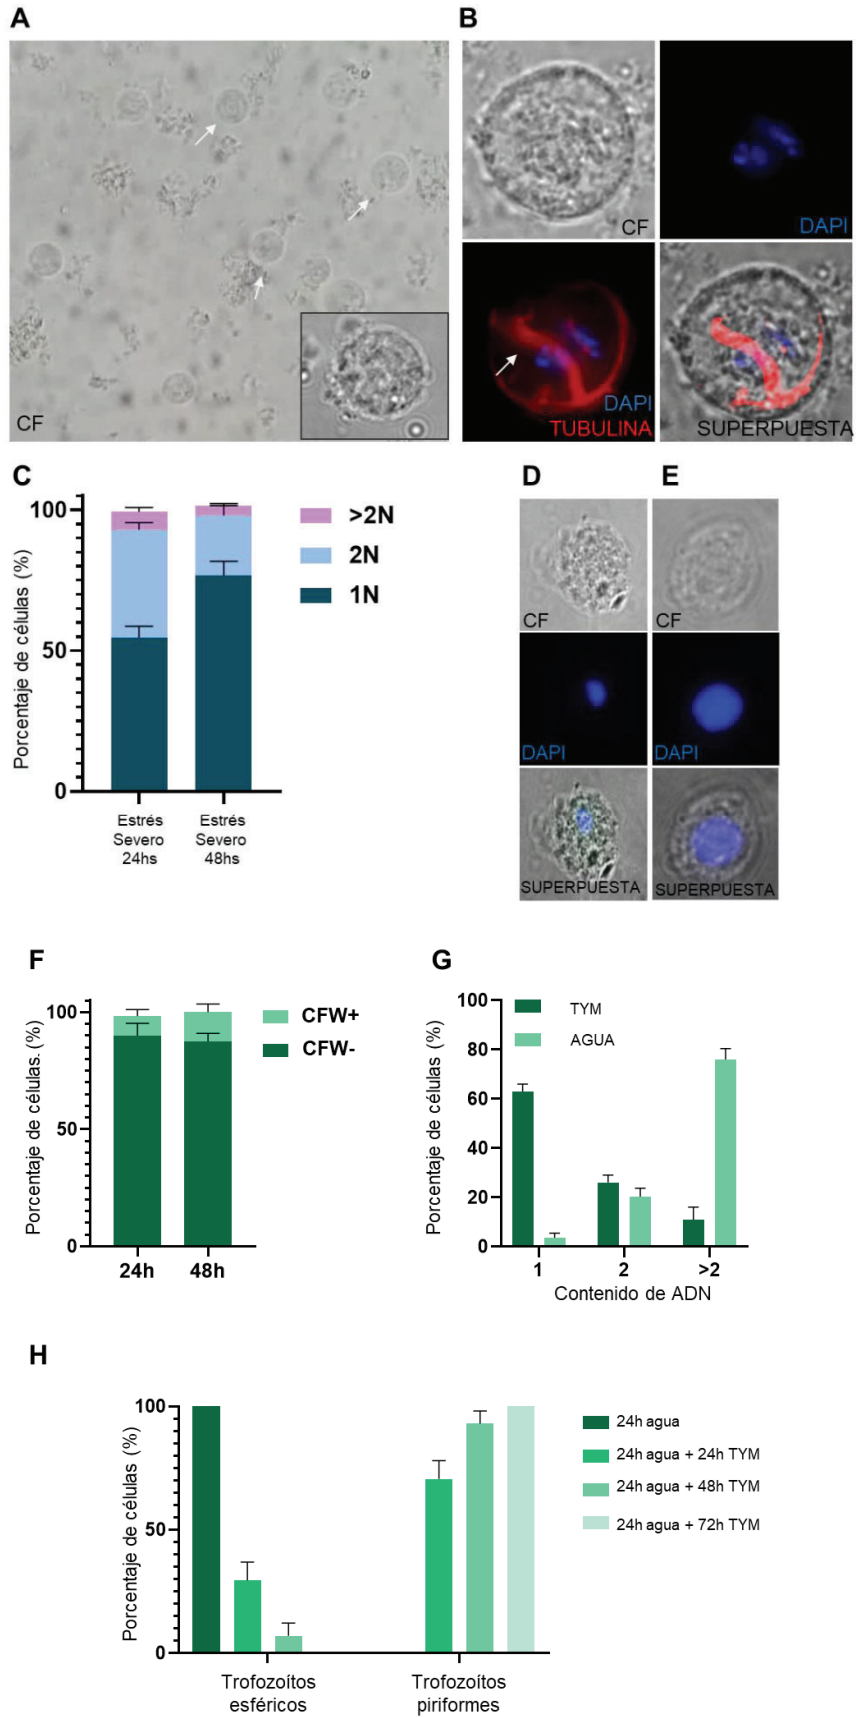 A
CF
B
CF
DAPI
DAPI
TUBULINA
SUPERPUESTA
C
Porcentaje de células (%)
100
50
0
>2N
2N
1N
Estrés
Severo
24hs
Estrés
Severo
48hs
D
CF
DAPI
SUPERPUESTA
E
CF
DAPI
SUPERPUESTA
F
Porcentaje de células. (%)
100
50
0
24h
48h
CFW+
CFW-
G
Porcentaje de células (%)
100
80
60
40
20
0
TYM
AGUA
1
2
>2
Contenido de ADN
H
Porcentaje de células (%)
100
50
0
Trofozoítos
esféricos
Trofozoítos
piriformes
24h agua
24h agua + 24h TYM
24h agua + 48h TYM
24h agua + 72h TYM